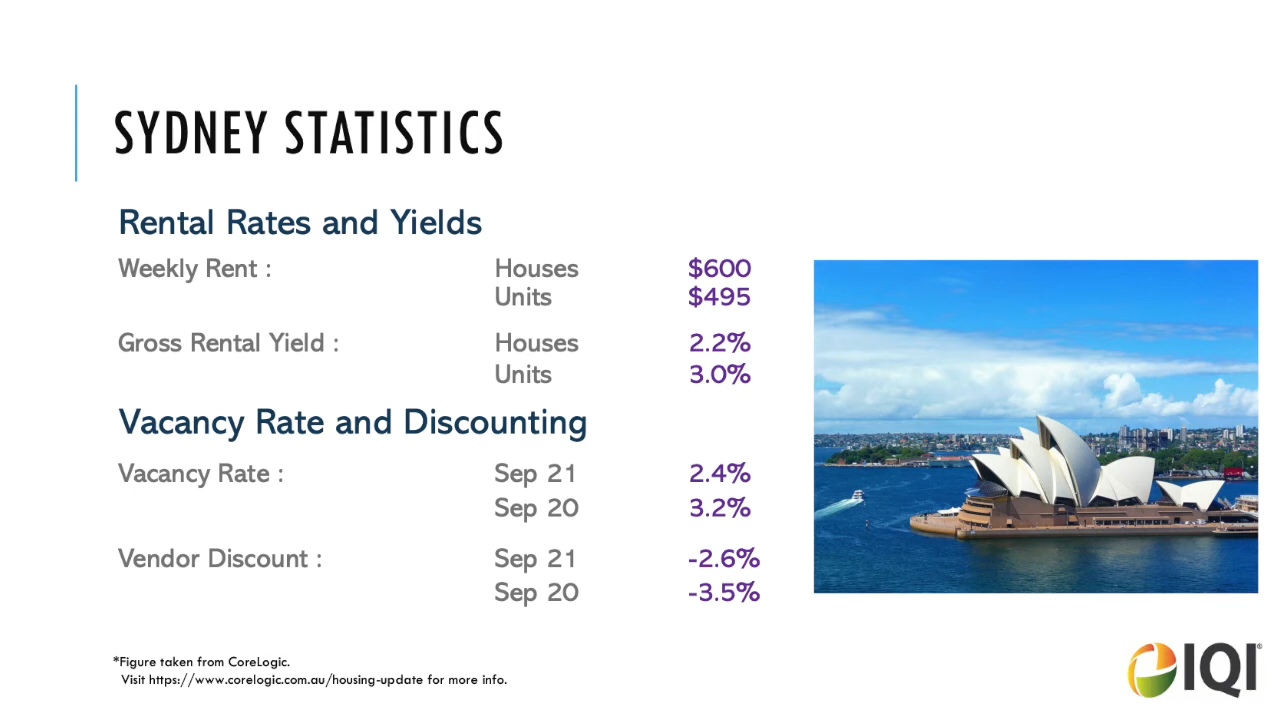 SYDNEY STATISTICS
Rental Rates and Yields
Weekly Rent : Houses $600
Units $495
Gross Rental Yield : Houses 2.2%
Units 3.0%
Vacancy Rate and Discounting
Vacancy Rate : Sep 21 2.4%
Sep 20 3.2%
Vendor Discount : Sep 21 -2.6%
Sep 20 -3.5%
*Figure taken from CoreLogic.
Visit https://www.corelogic.com.au/housing-update for more info.
IQI®